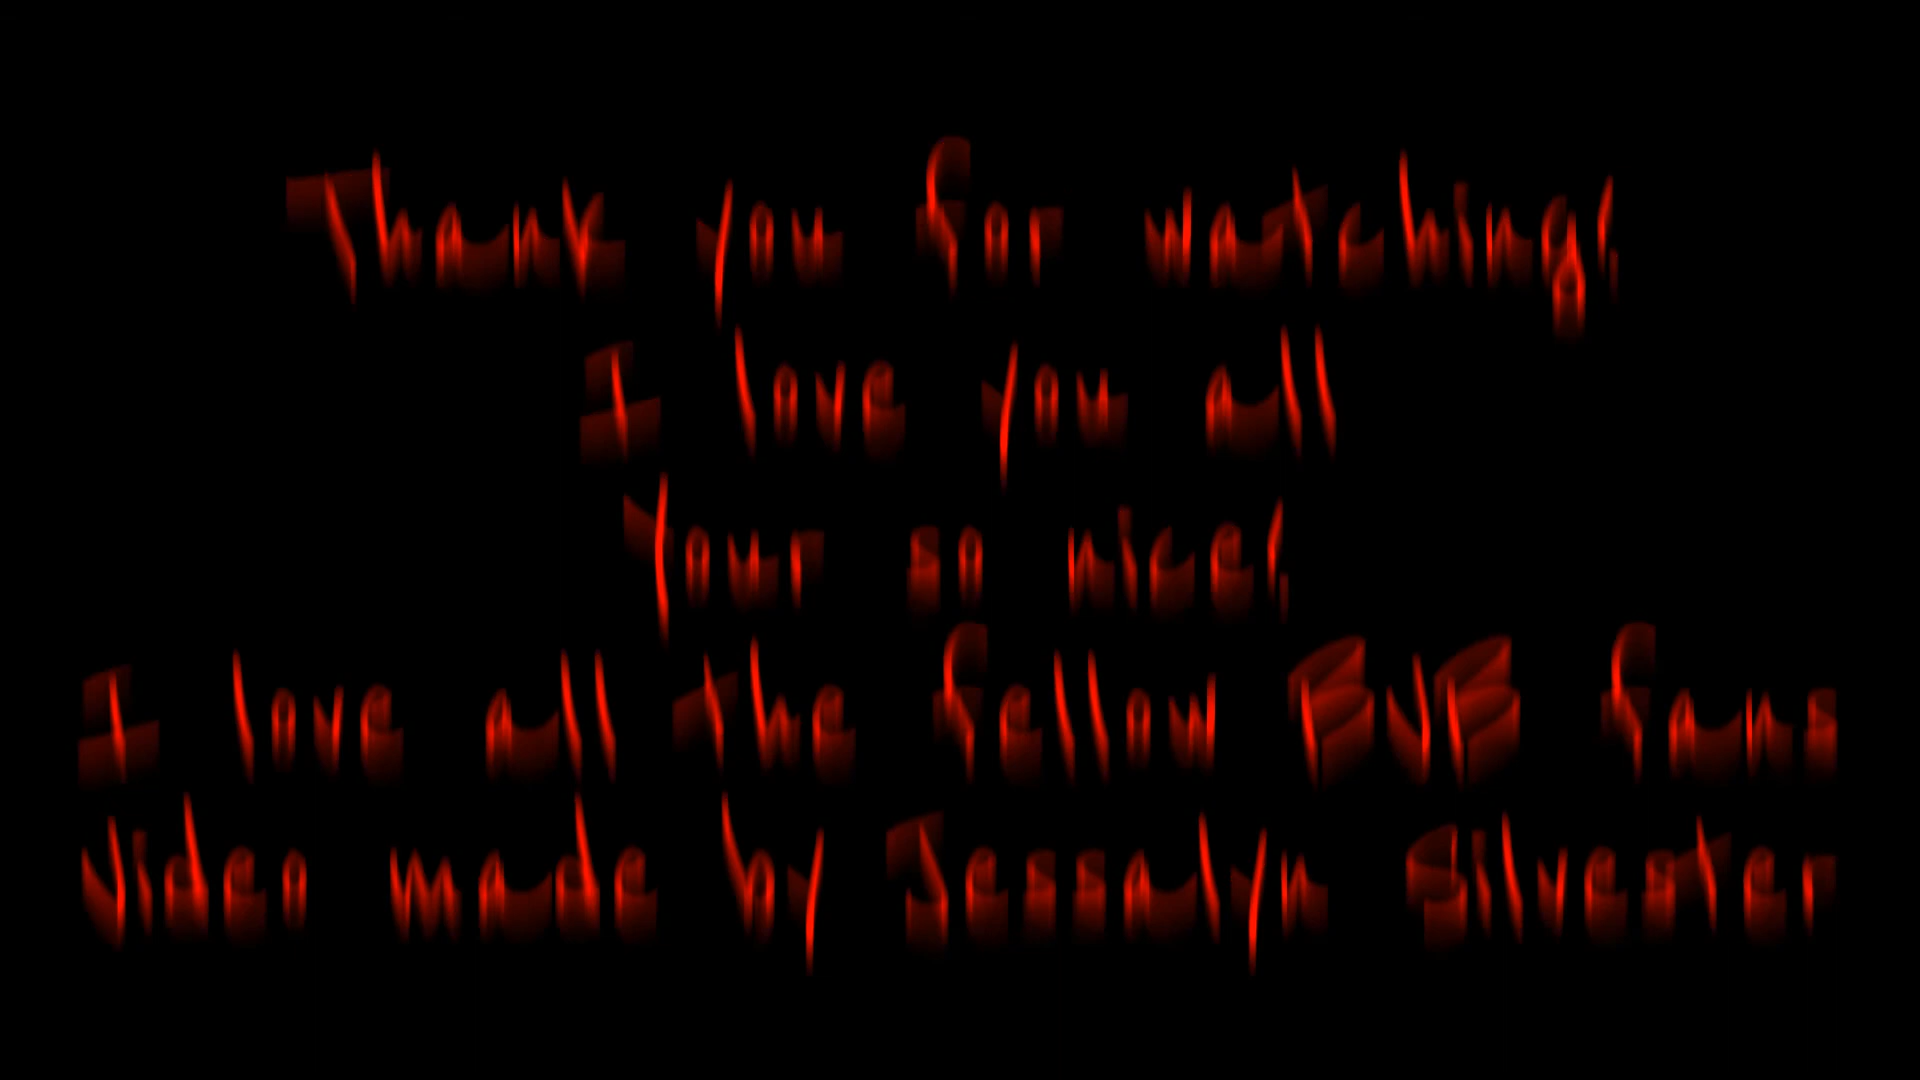 Thank you for watching!
I love you all
Your so nice!
I love all the fellow BVB fans
Video made by Jessalyn Silvester